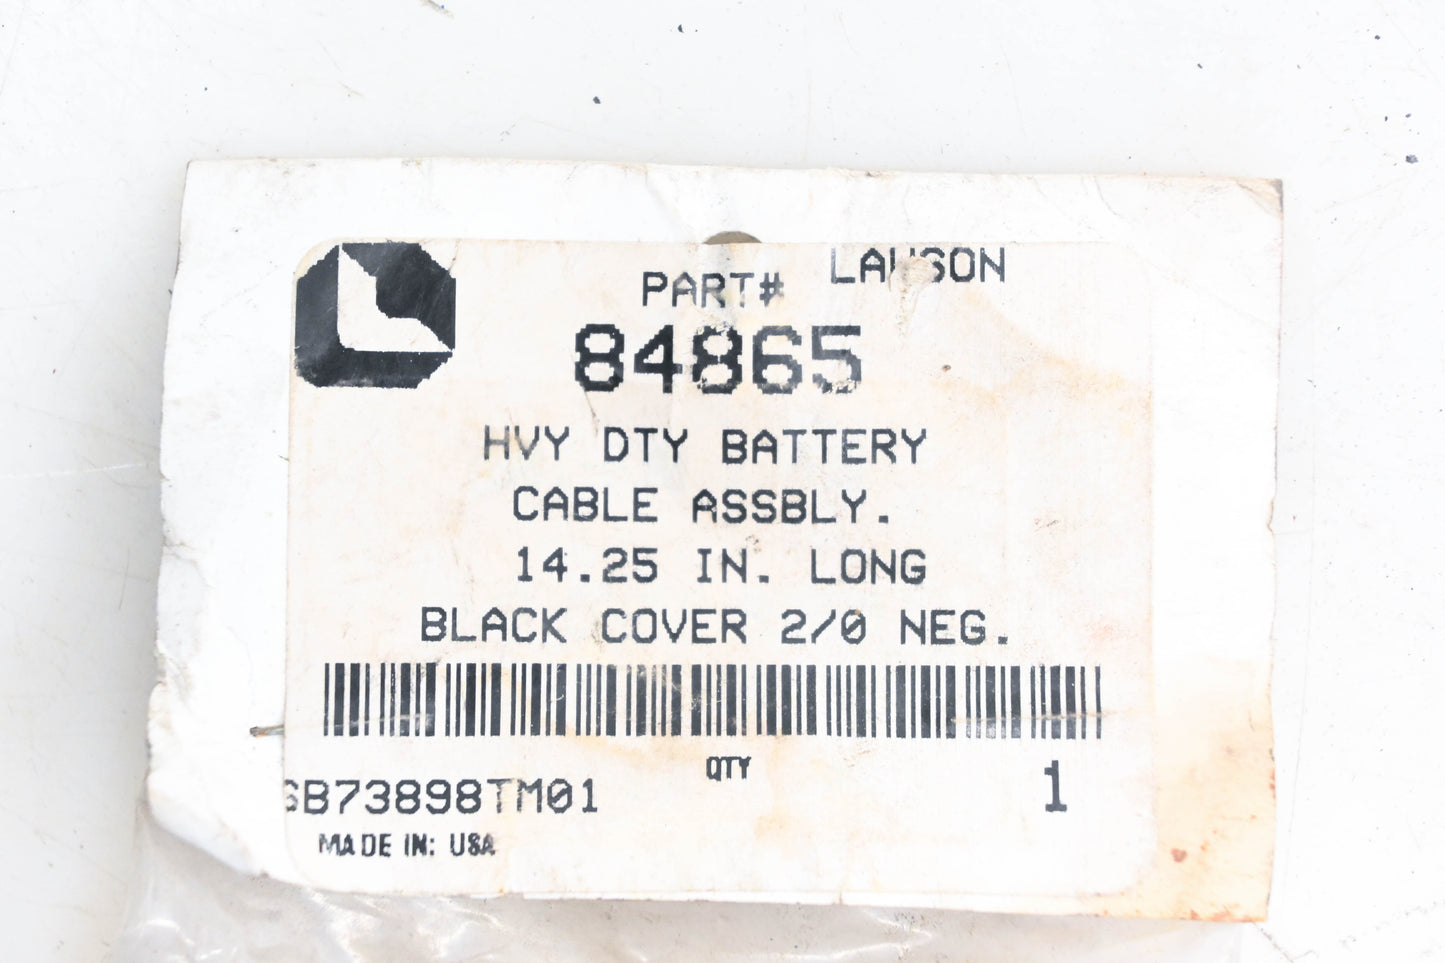 LAWSON
PART#
84865
HVY DTY BATTERY
CABLE ASSBLY.
14.25 IN. LONG
BLACK COVER 2/0 NEG.
QTY
1
GB73898TM01
MADE IN: USA